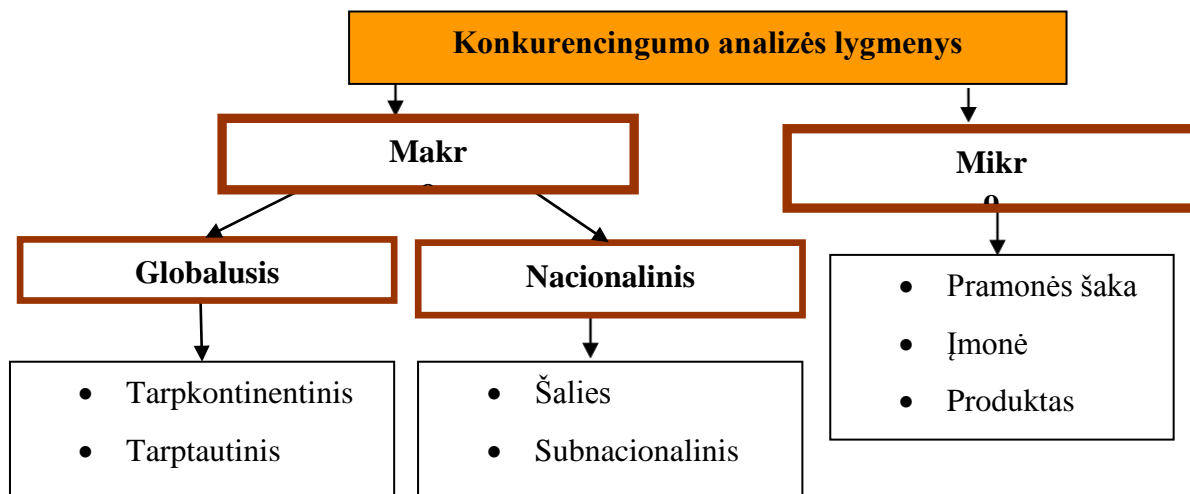 Konkurencingumo analizės lygmenys
Makr
o
Mikr
o
Globalusis
Nacionalinis
• Pramonės šaka
• Įmonė
• Produktas
• Tarpkontinentinis
• Tarptautinis
• Šalies
• Subnacionalinis